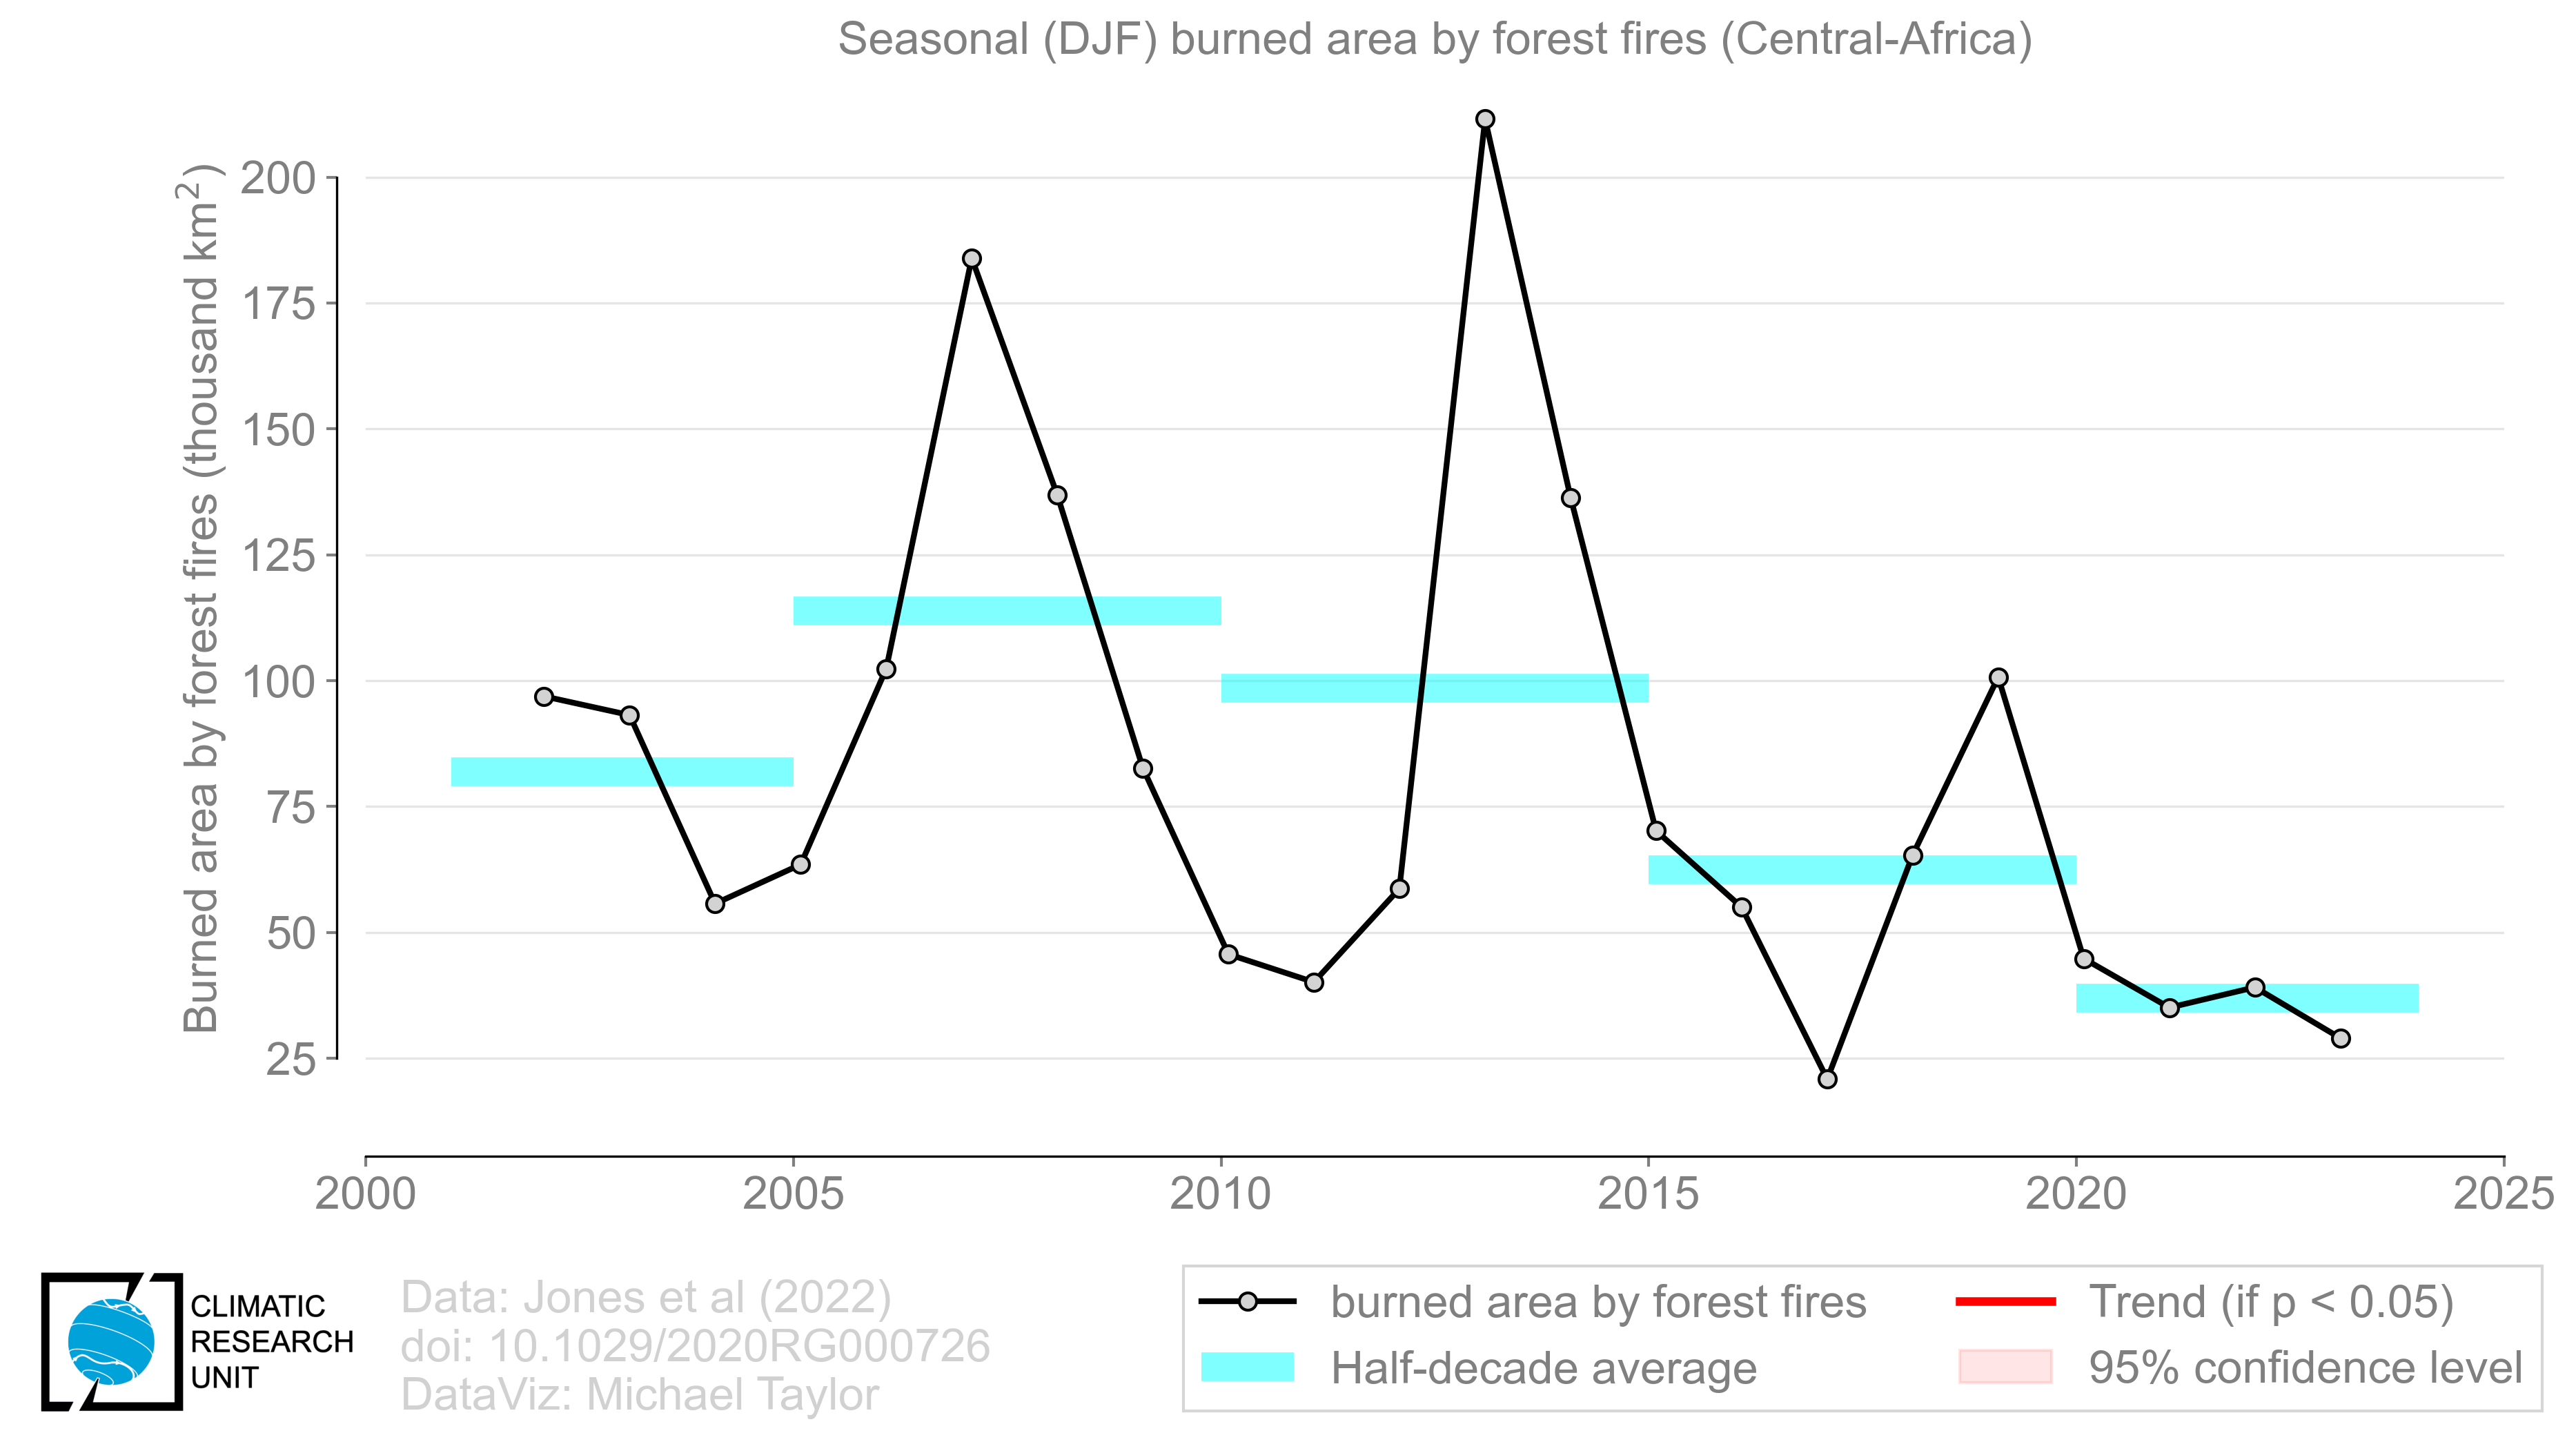 Seasonal (DJF) burned area by forest fires (Central-Africa)
Burned area by forest fires (thousand km²)
200
175
150
125
100
75
50
25
2000 2005 2010 2015 2020 2025
CLIMATIC
RESEARCH
UNIT
Data: Jones et al (2022)
doi: 10.1029/2020RG000726
DataViz: Michael Taylor
burned area by forest fires
Half-decade average
Trend (if p < 0.05)
95% confidence level